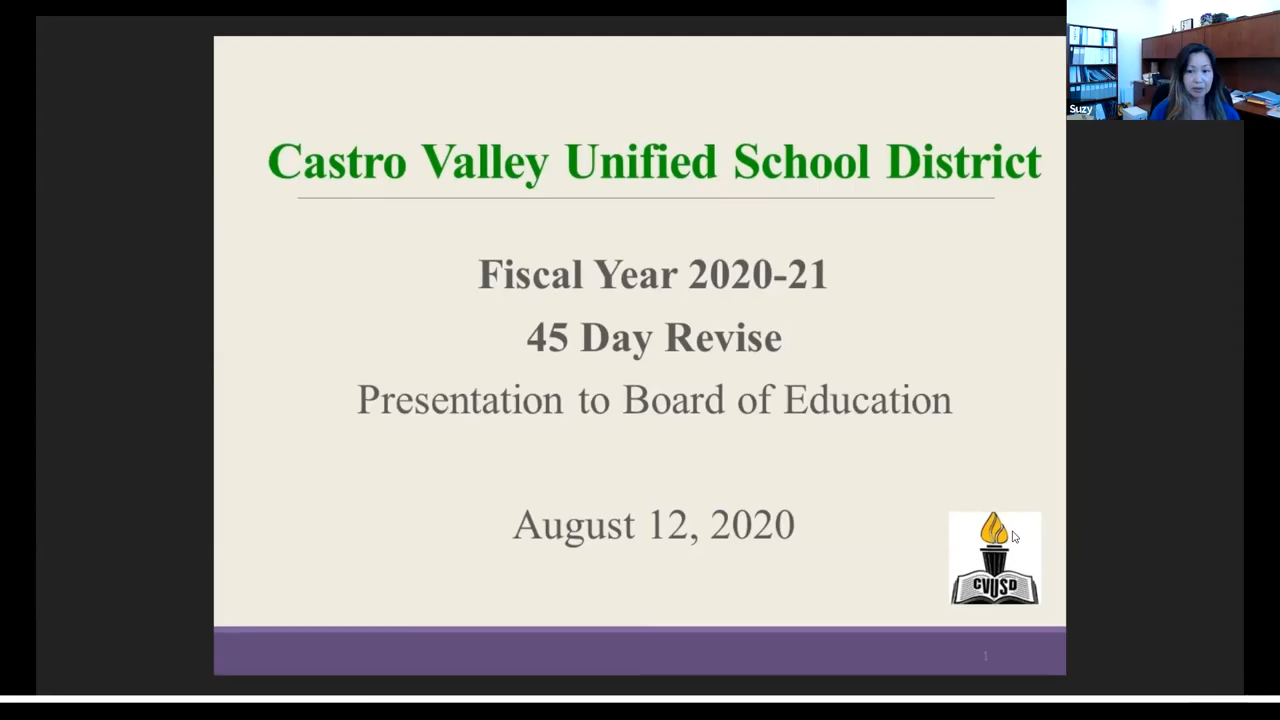 Castro Valley Unified School District
Fiscal Year 2020-21
45 Day Revise
Presentation to Board of Education
August 12, 2020
CVUSD
1
Suzy